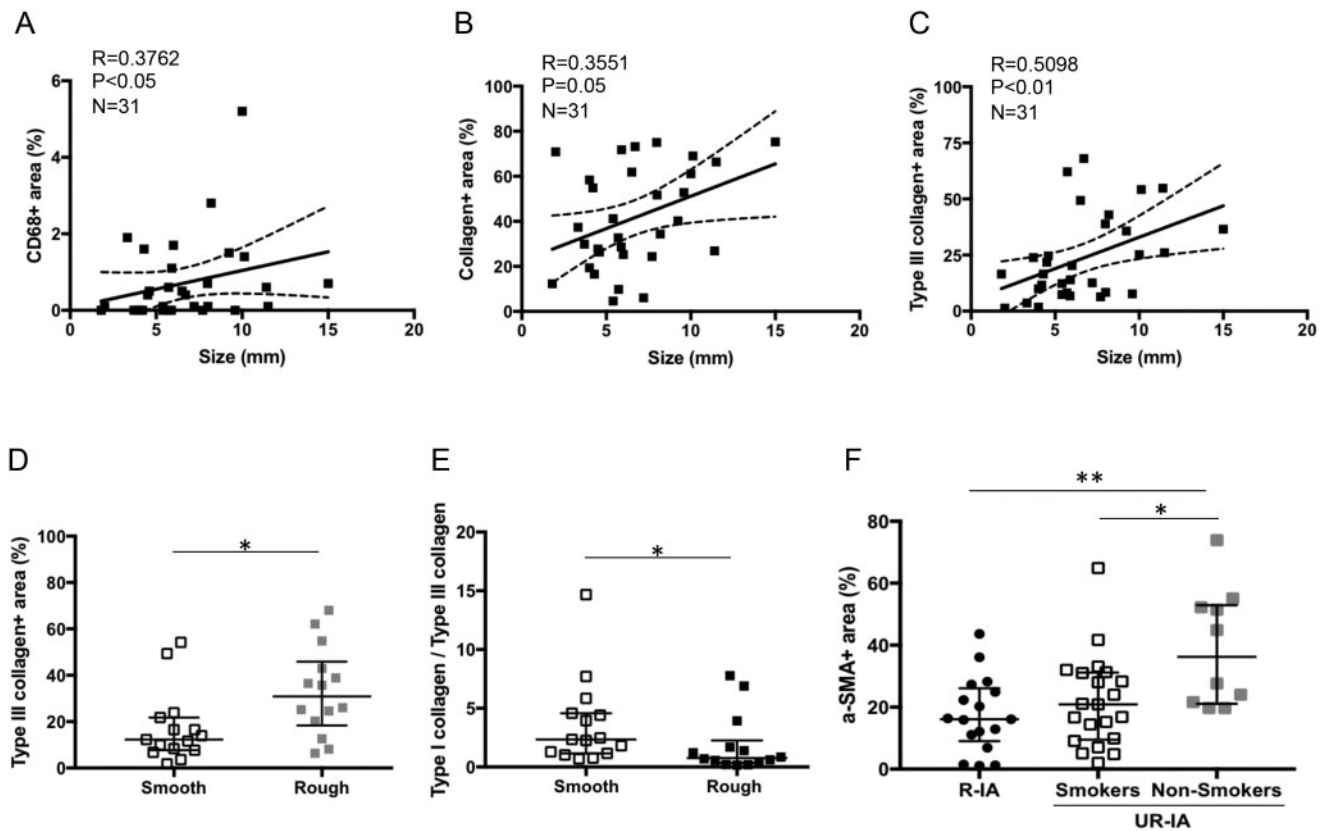 A
R=0.3762
P<0.05
N=31
CD68+ area (%)
6
4
2
0
0 5 10 15 20
Size (mm)
B
R=0.3551
P=0.05
N=31
Collagen+ area (%)
100
80
60
40
20
0
0 5 10 15 20
Size (mm)
C
R=0.5098
P<0.01
N=31
Type III collagen+ area (%)
100
75
50
25
0
0 5 10 15 20
Size (mm)
D
Type III collagen+ area (%)
100
80
60
40
20
0
*
Smooth Rough
E
Type I collagen / Type III collagen
20
15
10
5
0
*
Smooth Rough
F
a-SMA+ area (%)
80
60
40
20
0
**
*
R-IA Smokers Non-Smokers
UR-IA